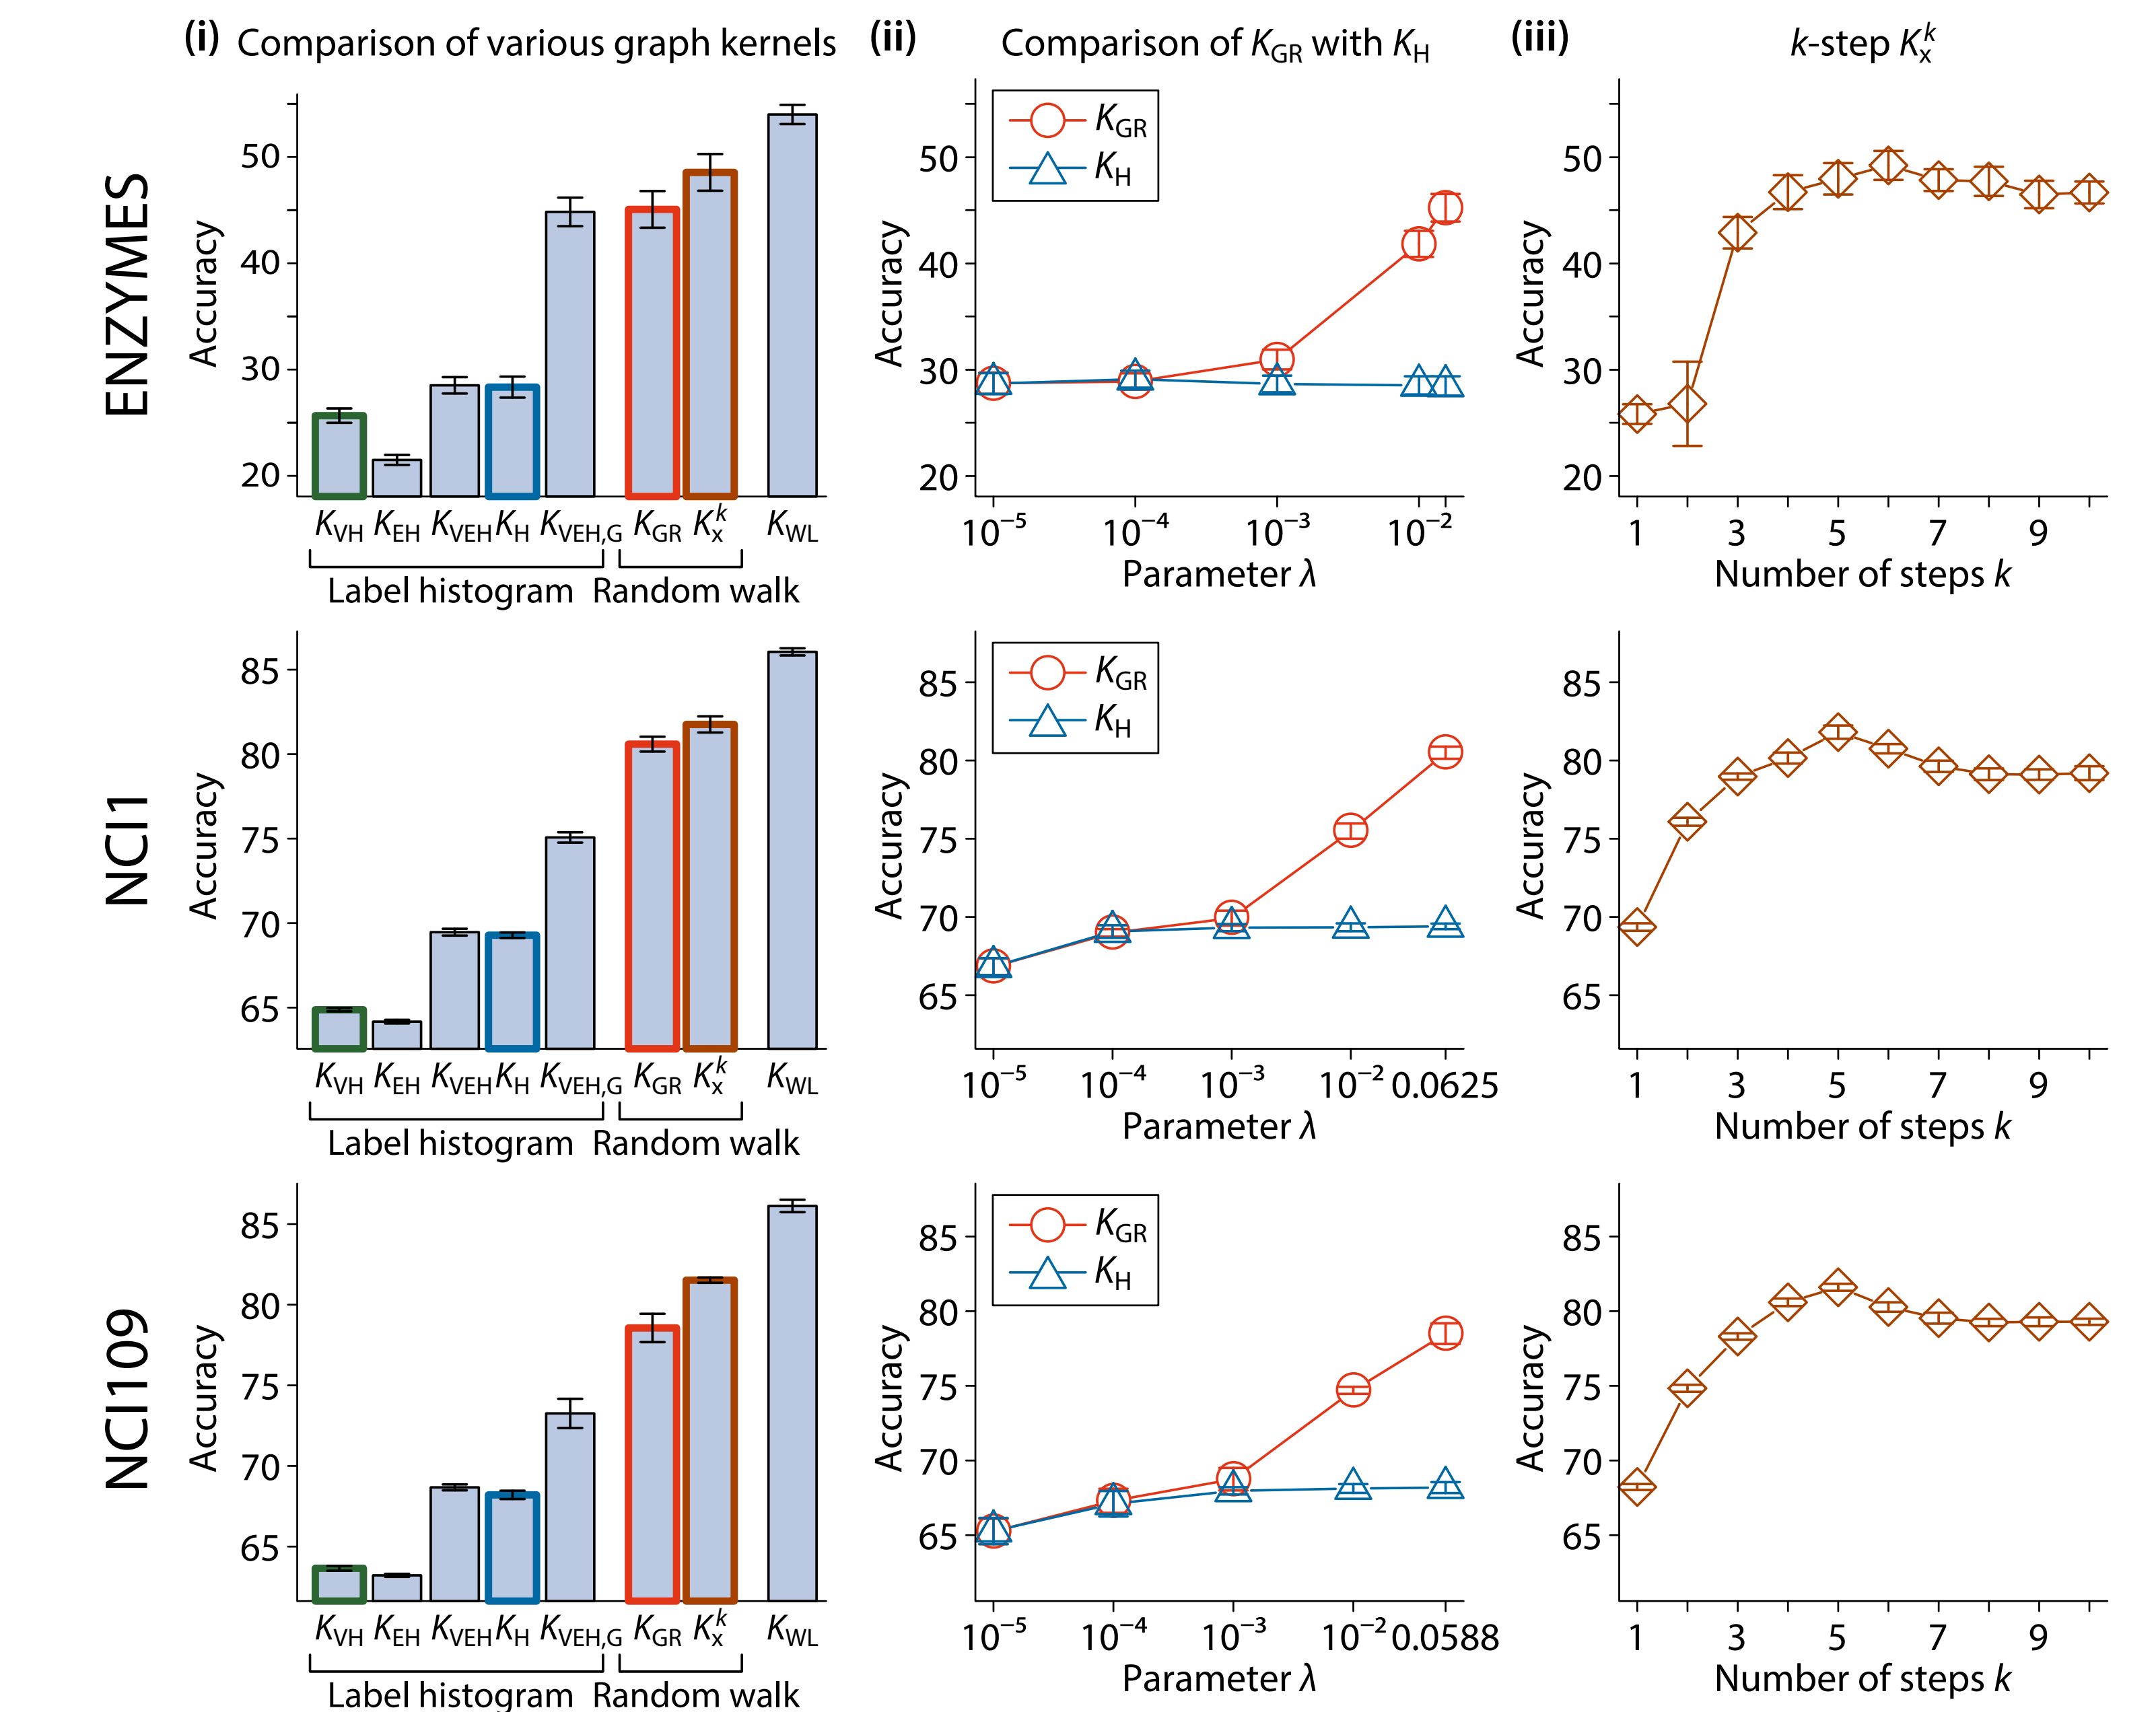 (i) Comparison of various graph kernels
(ii) Comparison of K_GR with K_H
(iii) k-step K_x^k
ENZYMES
Accuracy
50
40
30
20
K_VH K_EH K_VEH K_H K_VEH,G K_GR K_x^k K_WL
Label histogram Random walk
K_GR
K_H
Accuracy
50
40
30
20
10⁻⁵ 10⁻⁴ 10⁻³ 10⁻²
Parameter λ
Accuracy
50
40
30
20
1 3 5 7 9
Number of steps k
NCI1
Accuracy
85
80
75
70
65
K_VH K_EH K_VEH K_H K_VEH,G K_GR K_x^k K_WL
Label histogram Random walk
K_GR
K_H
Accuracy
85
80
75
70
65
10⁻⁵ 10⁻⁴ 10⁻³ 10⁻² 0.0625
Parameter λ
Accuracy
85
80
75
70
65
1 3 5 7 9
Number of steps k
NCI109
Accuracy
85
80
75
70
65
K_VH K_EH K_VEH K_H K_VEH,G K_GR K_x^k K_WL
Label histogram Random walk
K_GR
K_H
Accuracy
85
80
75
70
65
10⁻⁵ 10⁻⁴ 10⁻³ 10⁻² 0.0588
Parameter λ
Accuracy
85
80
75
70
65
1 3 5 7 9
Number of steps k